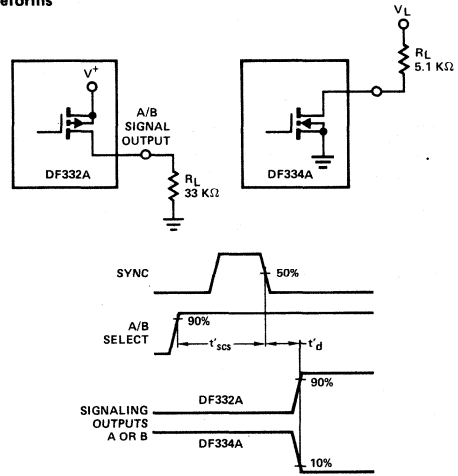 VL
RL
5.1 KΩ
V+
A/B
SIGNAL
OUTPUT
DF332A
RL
33 KΩ
DF334A
SYNC
50%
A/B
SELECT
90%
t'scs
t'd
90%
DF332A
SIGNALING
OUTPUTS
A OR B
DF334A
10%